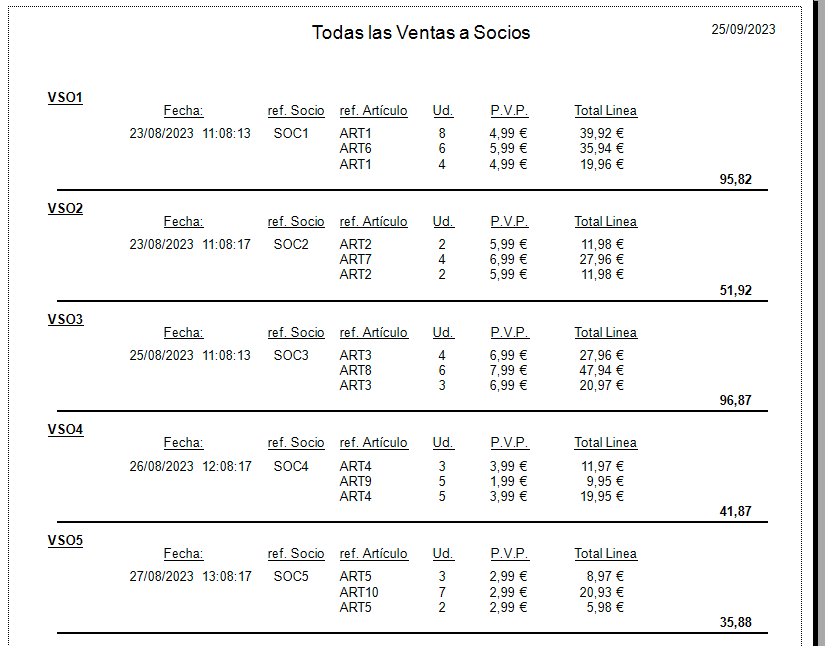 Todas las Ventas a Socios 25/09/2023
VSO1
Fecha: ref. Socio ref. Artículo Ud. P.V.P. Total Linea
23/08/2023 11:08:13 SOC1 ART1 8 4,99 € 39,92 €
ART6 6 5,99 € 35,94 €
ART1 4 4,99 € 19,96 €
95,82
VSO2
Fecha: ref. Socio ref. Artículo Ud. P.V.P. Total Linea
23/08/2023 11:08:17 SOC2 ART2 2 5,99 € 11,98 €
ART7 4 6,99 € 27,96 €
ART2 2 5,99 € 11,98 €
51,92
VSO3
Fecha: ref. Socio ref. Artículo Ud. P.V.P. Total Linea
25/08/2023 11:08:13 SOC3 ART3 4 6,99 € 27,96 €
ART8 6 7,99 € 47,94 €
ART3 3 6,99 € 20,97 €
96,87
VSO4
Fecha: ref. Socio ref. Artículo Ud. P.V.P. Total Linea
26/08/2023 12:08:17 SOC4 ART4 3 3,99 € 11,97 €
ART9 5 1,99 € 9,95 €
ART4 5 3,99 € 19,95 €
41,87
VSO5
Fecha: ref. Socio ref. Artículo Ud. P.V.P. Total Linea
27/08/2023 13:08:17 SOC5 ART5 3 2,99 € 8,97 €
ART10 7 2,99 € 20,93 €
ART5 2 2,99 € 5,98 €
35,88